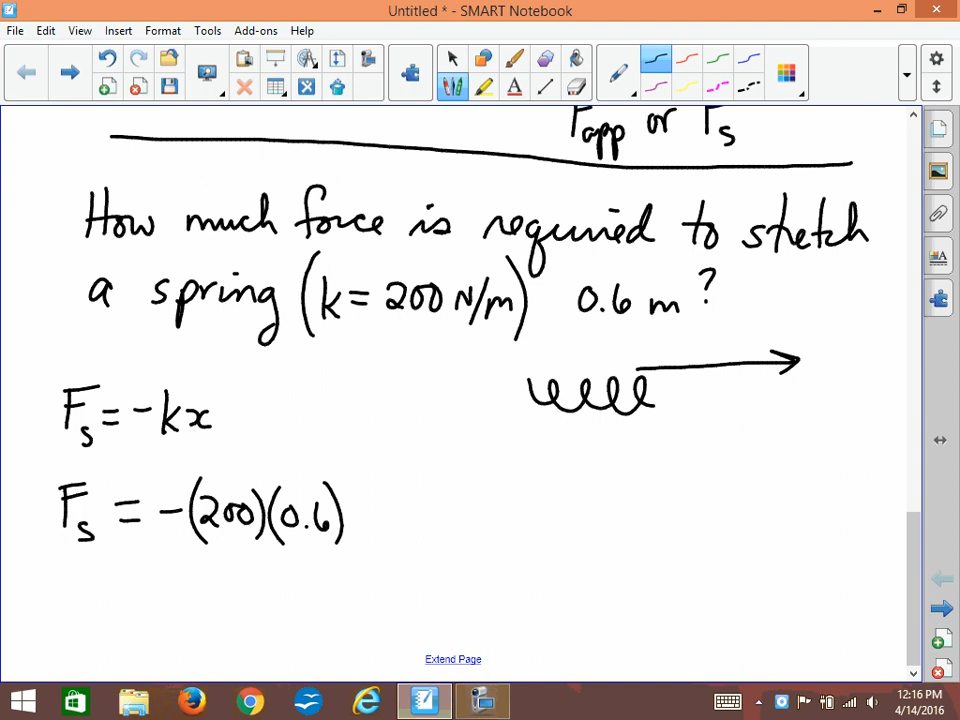 Untitled * - SMART Notebook
File Edit View Insert Format Tools Add-ons Help
Fapp or Fs
How much force is required to stretch
a spring (k = 200 N/m) 0.6 m ?
Fs = -kx
Fs = -(200)(0.6)
Extend Page
12:16 PM
4/14/2016